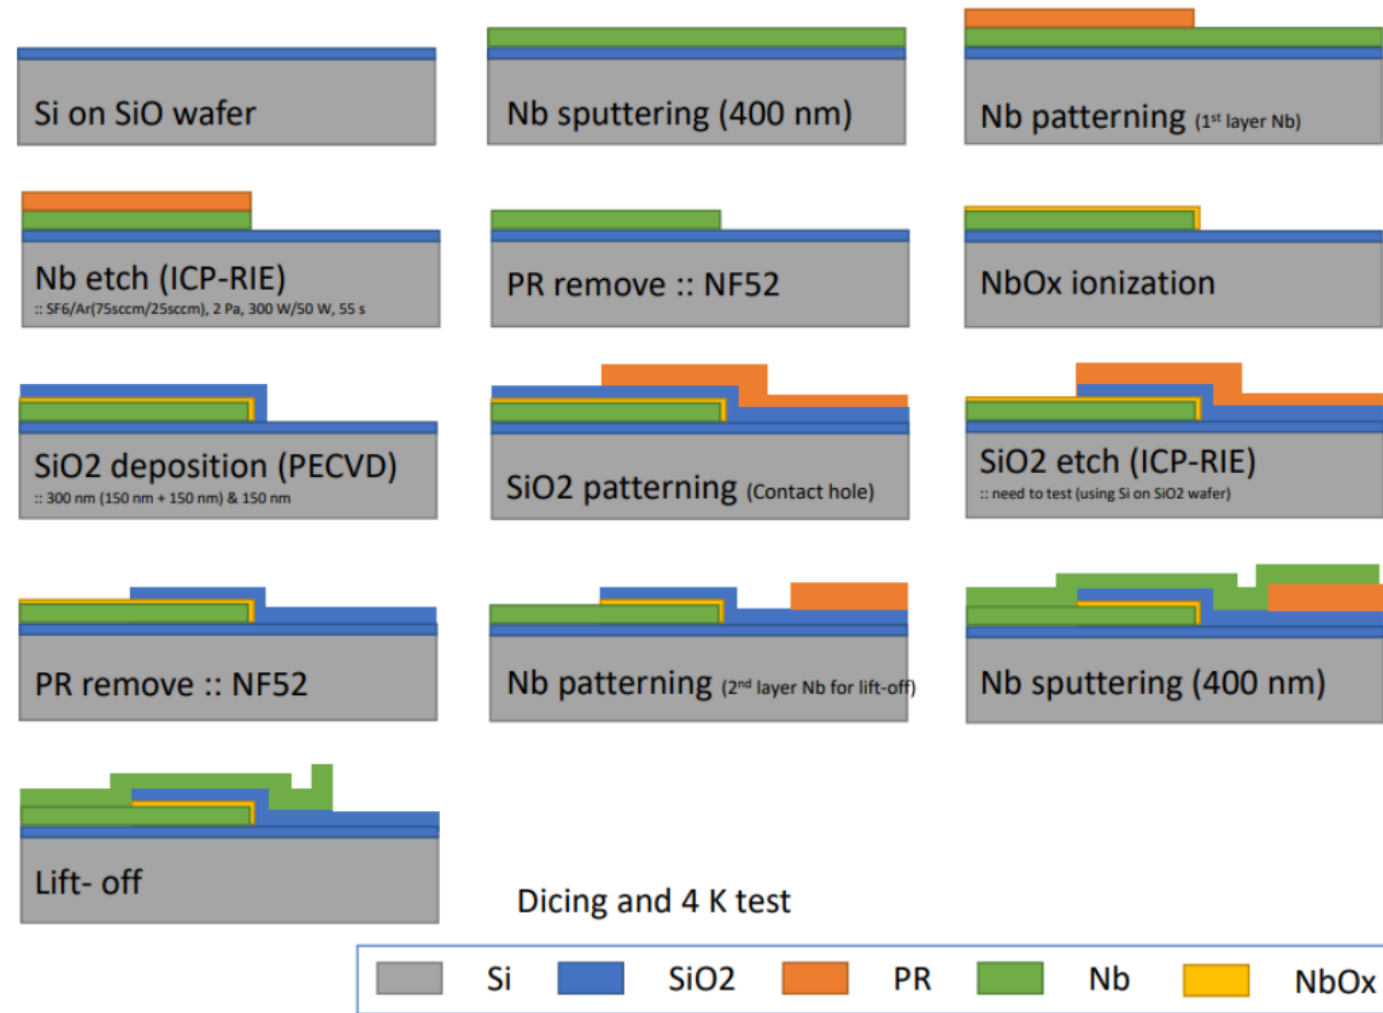 Si on SiO wafer
Nb sputtering (400 nm)
Nb patterning (1st layer Nb)
Nb etch (ICP-RIE)
:: SF6/Ar(75sccm/25sccm), 2 Pa, 300 W/50 W, 55 s
PR remove :: NF52
NbOx ionization
SiO2 deposition (PECVD)
:: 300 nm (150 nm + 150 nm) & 150 nm
SiO2 patterning (Contact hole)
SiO2 etch (ICP-RIE)
:: need to test (using Si on SiO2 wafer)
PR remove :: NF52
Nb patterning (2nd layer Nb for lift-off)
Nb sputtering (400 nm)
Lift- off
Dicing and 4 K test
Si
SiO2
PR
Nb
NbOx